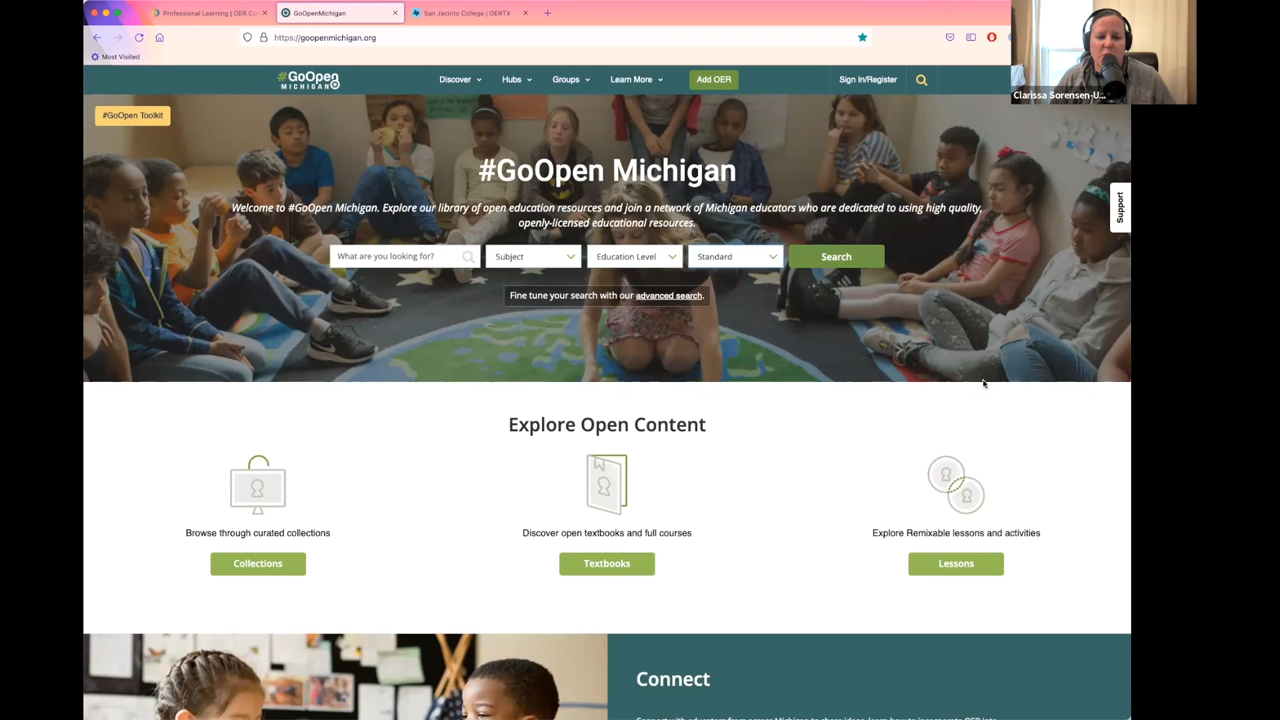 Professional Learning | OER Co
GoOpenMichigan
San Jacinto College | OERTX
https://goopenmichigan.org
Most Visited
Clarissa Sorensen-U...
#GoOpen
MICHIGAN
Discover
Hubs
Groups
Learn More
Add OER
Sign In/Register
#GoOpen Toolkit
#GoOpen Michigan
Welcome to #GoOpen Michigan. Explore our library of open education resources and join a network of Michigan educators who are dedicated to using high quality,
openly-licensed educational resources.
What are you looking for?
Subject
Education Level
Standard
Search
Fine tune your search with our advanced search.
Support
Explore Open Content
Browse through curated collections
Discover open textbooks and full courses
Explore Remixable lessons and activities
Collections
Textbooks
Lessons
Connect